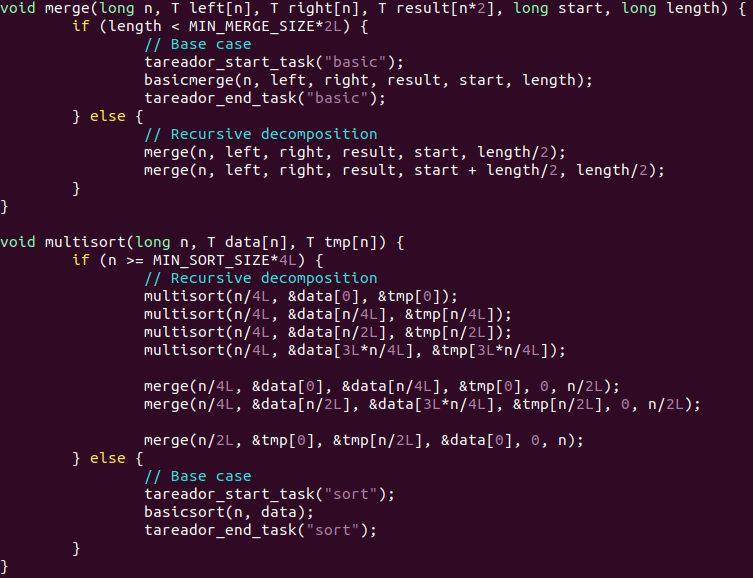 void merge(long n, T left[n], T right[n], T result[n*2], long start, long length) {
        if (length < MIN_MERGE_SIZE*2L) {
                // Base case
                tareador_start_task("basic");
                basicmerge(n, left, right, result, start, length);
                tareador_end_task("basic");
        } else {
                // Recursive decomposition
                merge(n, left, right, result, start, length/2);
                merge(n, left, right, result, start + length/2, length/2);
        }
}

void multisort(long n, T data[n], T tmp[n]) {
        if (n >= MIN_SORT_SIZE*4L) {
                // Recursive decomposition
                multisort(n/4L, &data[0], &tmp[0]);
                multisort(n/4L, &data[n/4L], &tmp[n/4L]);
                multisort(n/4L, &data[n/2L], &tmp[n/2L]);
                multisort(n/4L, &data[3L*n/4L], &tmp[3L*n/4L]);

                merge(n/4L, &data[0], &data[n/4L], &tmp[0], 0, n/2L);
                merge(n/4L, &data[n/2L], &data[3L*n/4L], &tmp[n/2L], 0, n/2L);

                merge(n/2L, &tmp[0], &tmp[n/2L], &data[0], 0, n);
        } else {
                // Base case
                tareador_start_task("sort");
                basicsort(n, data);
                tareador_end_task("sort");
        }
}